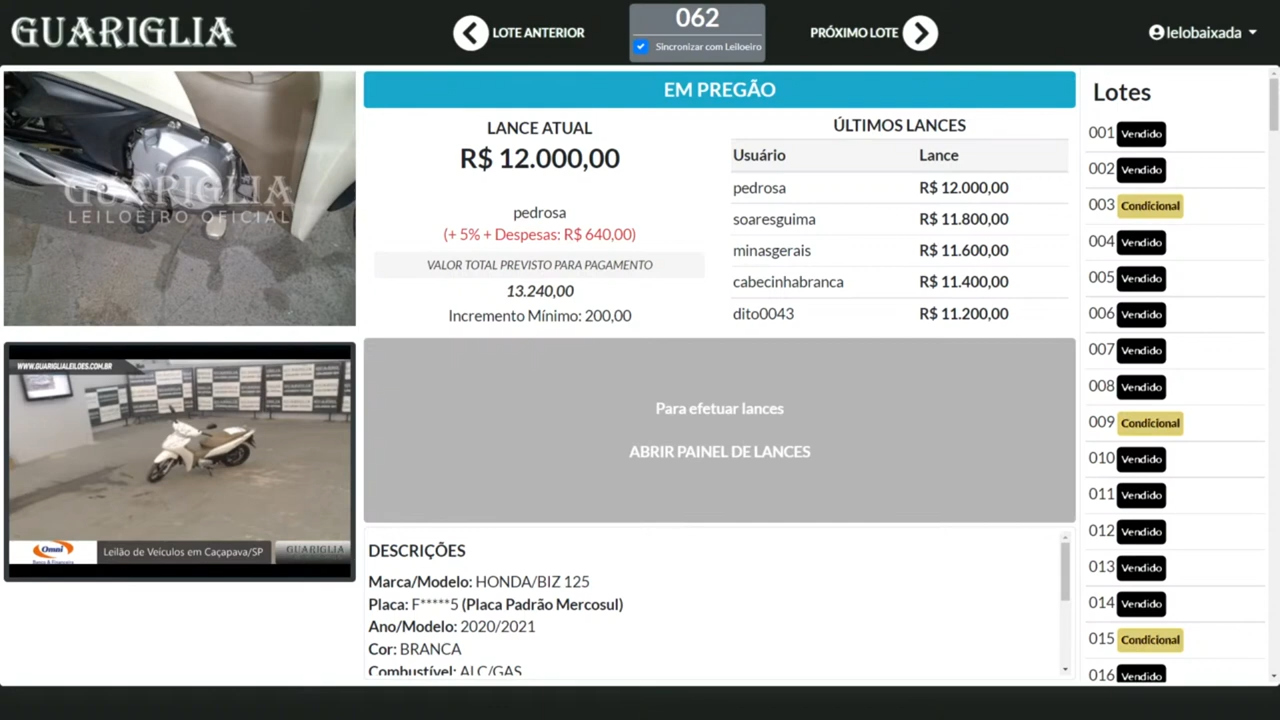 GUARIGLIA
LOTE ANTERIOR
062
Sincronizar com Leiloeiro
PRÓXIMO LOTE
lelobaixada
GUARIGLIA
LEILOEIRO OFICIAL
WWW.GUARIGLIALEILOES.COM.BR
Omni
Leilão de Veículos em Caçapava/SP
GUARIGLIA
EM PREGÃO
LANCE ATUAL
R$ 12.000,00
pedrosa
(+ 5% + Despesas: R$ 640,00)
VALOR TOTAL PREVISTO PARA PAGAMENTO
13.240,00
Incremento Mínimo: 200,00
ÚLTIMOS LANCES
Usuário Lance
pedrosa R$ 12.000,00
soaresguima R$ 11.800,00
minasgerais R$ 11.600,00
cabecinhabranca R$ 11.400,00
dito0043 R$ 11.200,00
Para efetuar lances
ABRIR PAINEL DE LANCES
DESCRIÇÕES
Marca/Modelo: HONDA/BIZ 125
Placa: F*****5 (Placa Padrão Mercosul)
Ano/Modelo: 2020/2021
Cor: BRANCA
Combustível: ALC/GAS
Lotes
001 Vendido
002 Vendido
003 Condicional
004 Vendido
005 Vendido
006 Vendido
007 Vendido
008 Vendido
009 Condicional
010 Vendido
011 Vendido
012 Vendido
013 Vendido
014 Vendido
015 Condicional
016 Vendido